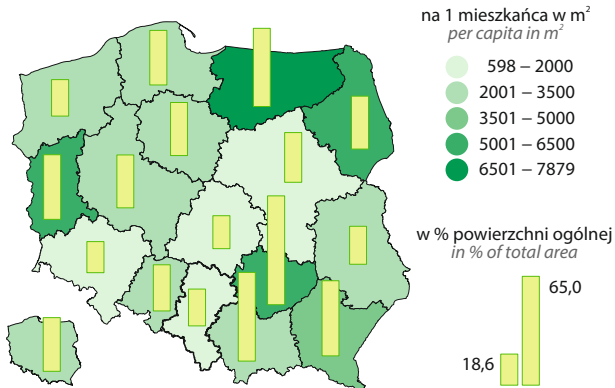 na 1 mieszkańca w m²
per capita in m²
598 – 2000
2001 – 3500
3501 – 5000
5001 – 6500
6501 – 7879
w % powierzchni ogólnej
in % of total area
65,0
18,6